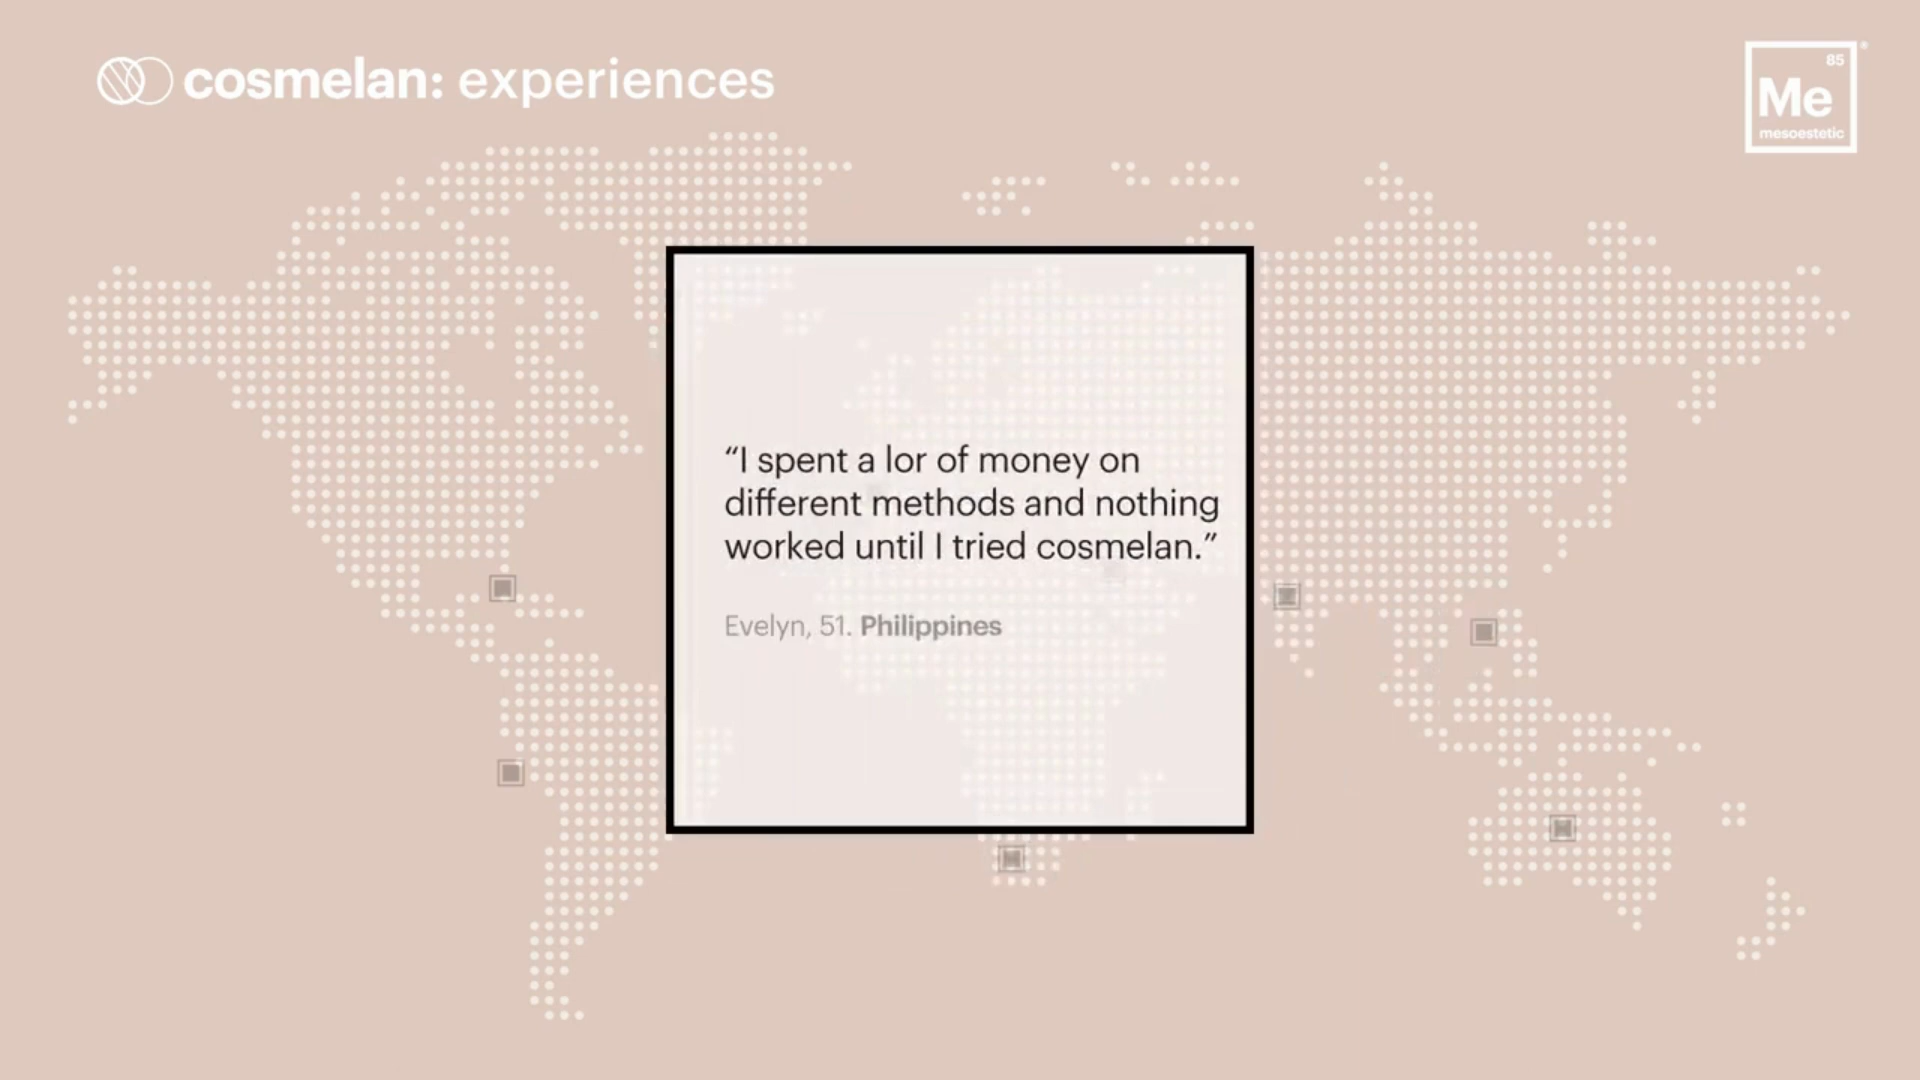 cosmelan: experiences
85
Me
mesoestetic
®
“I spent a lor of money on
different methods and nothing
worked until I tried cosmelan.”
Evelyn, 51. Philippines